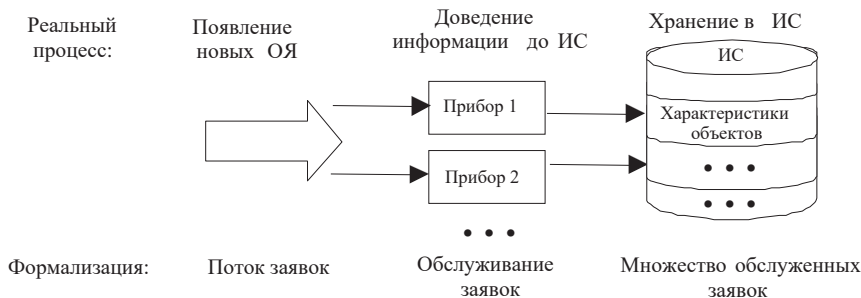 Реальный
процесс:
Появление
новых ОЯ
Доведение
информации до ИС
Хранение в ИС
ИС
Прибор 1
Характеристики
объектов
Прибор 2
• • •
• • •
• • •
Формализация:
Поток заявок
Обслуживание
заявок
Множество обслуженных
заявок